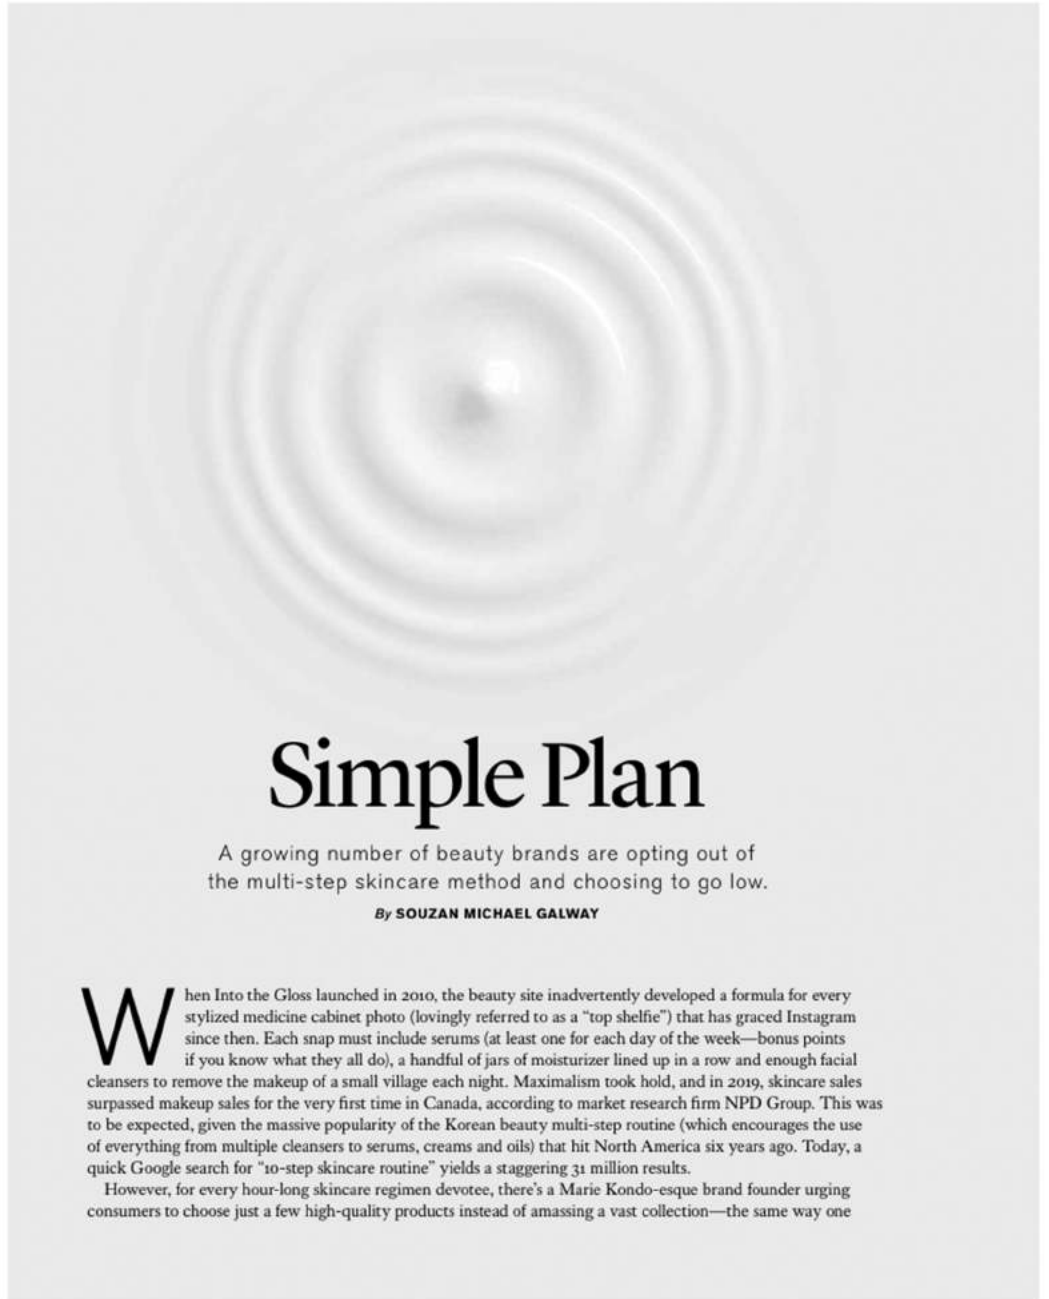 Simple Plan
A growing number of beauty brands are opting out of
the multi-step skincare method and choosing to go low.
By SOUZAN MICHAEL GALWAY
When Into the Gloss launched in 2010, the beauty site inadvertently developed a formula for every
stylized medicine cabinet photo (lovingly referred to as a “top shelfie”) that has graced Instagram
since then. Each snap must include serums (at least one for each day of the week—bonus points
if you know what they all do), a handful of jars of moisturizer lined up in a row and enough facial
cleansers to remove the makeup of a small village each night. Maximalism took hold, and in 2019, skincare sales
surpassed makeup sales for the very first time in Canada, according to market research firm NPD Group. This was
to be expected, given the massive popularity of the Korean beauty multi-step routine (which encourages the use
of everything from multiple cleansers to serums, creams and oils) that hit North America six years ago. Today, a
quick Google search for “10-step skincare routine” yields a staggering 31 million results.
However, for every hour-long skincare regimen devotee, there’s a Marie Kondo-esque brand founder urging
consumers to choose just a few high-quality products instead of amassing a vast collection—the same way one